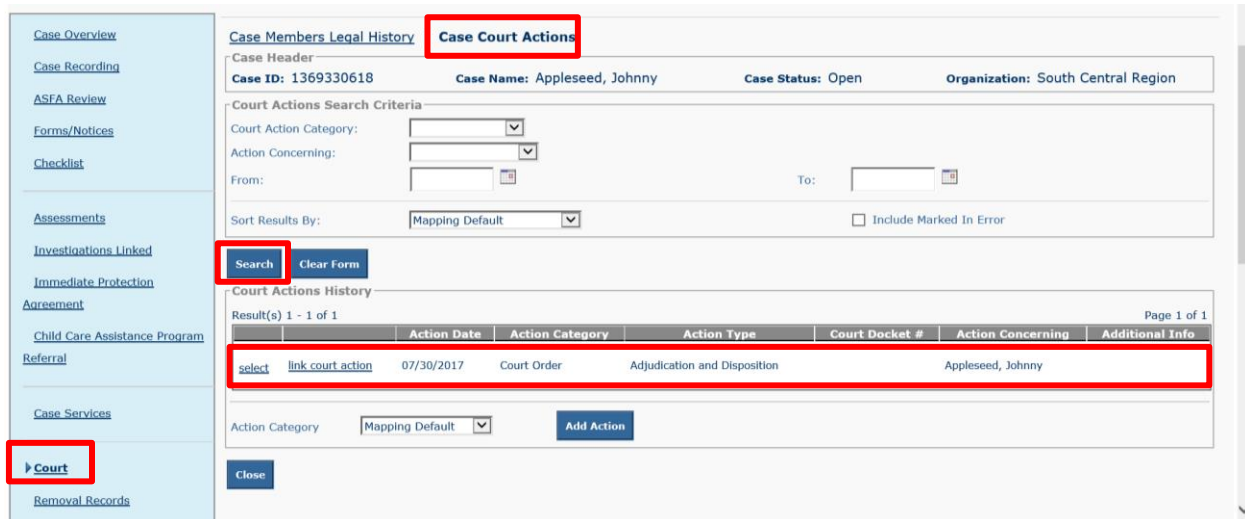 Case Overview
Case Recording
ASFA Review
Forms/Notices
Checklist
Assessments
Investigations Linked
Immediate Protection
Agreement
Child Care Assistance Program
Referral
Case Services
Court
Removal Records
Case Members Legal History Case Court Actions
Case Header
Case ID: 1369330618 Case Name: Appleseed, Johnny Case Status: Open Organization: South Central Region
Court Actions Search Criteria
Court Action Category:
Action Concerning:
From: To:
Sort Results By: Mapping Default Include Marked In Error
Search Clear Form
Court Actions History
Result(s) 1 - 1 of 1 Page 1 of 1
Action Date Action Category Action Type Court Docket # Action Concerning Additional Info
select link court action 07/30/2017 Court Order Adjudication and Disposition Appleseed, Johnny
Action Category Mapping Default Add Action
Close